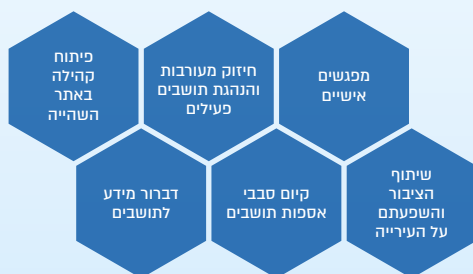 מפגשים
אישיים
חיזוק מעורבות
והנהגת תושבים
פעילים
פיתוח
קהילה
באתר
השהייה
שיתוף
הציבור
והשפעתם
על העירייה
קיום סבבי
אספות תושבים
דברור מידע
לתושבים